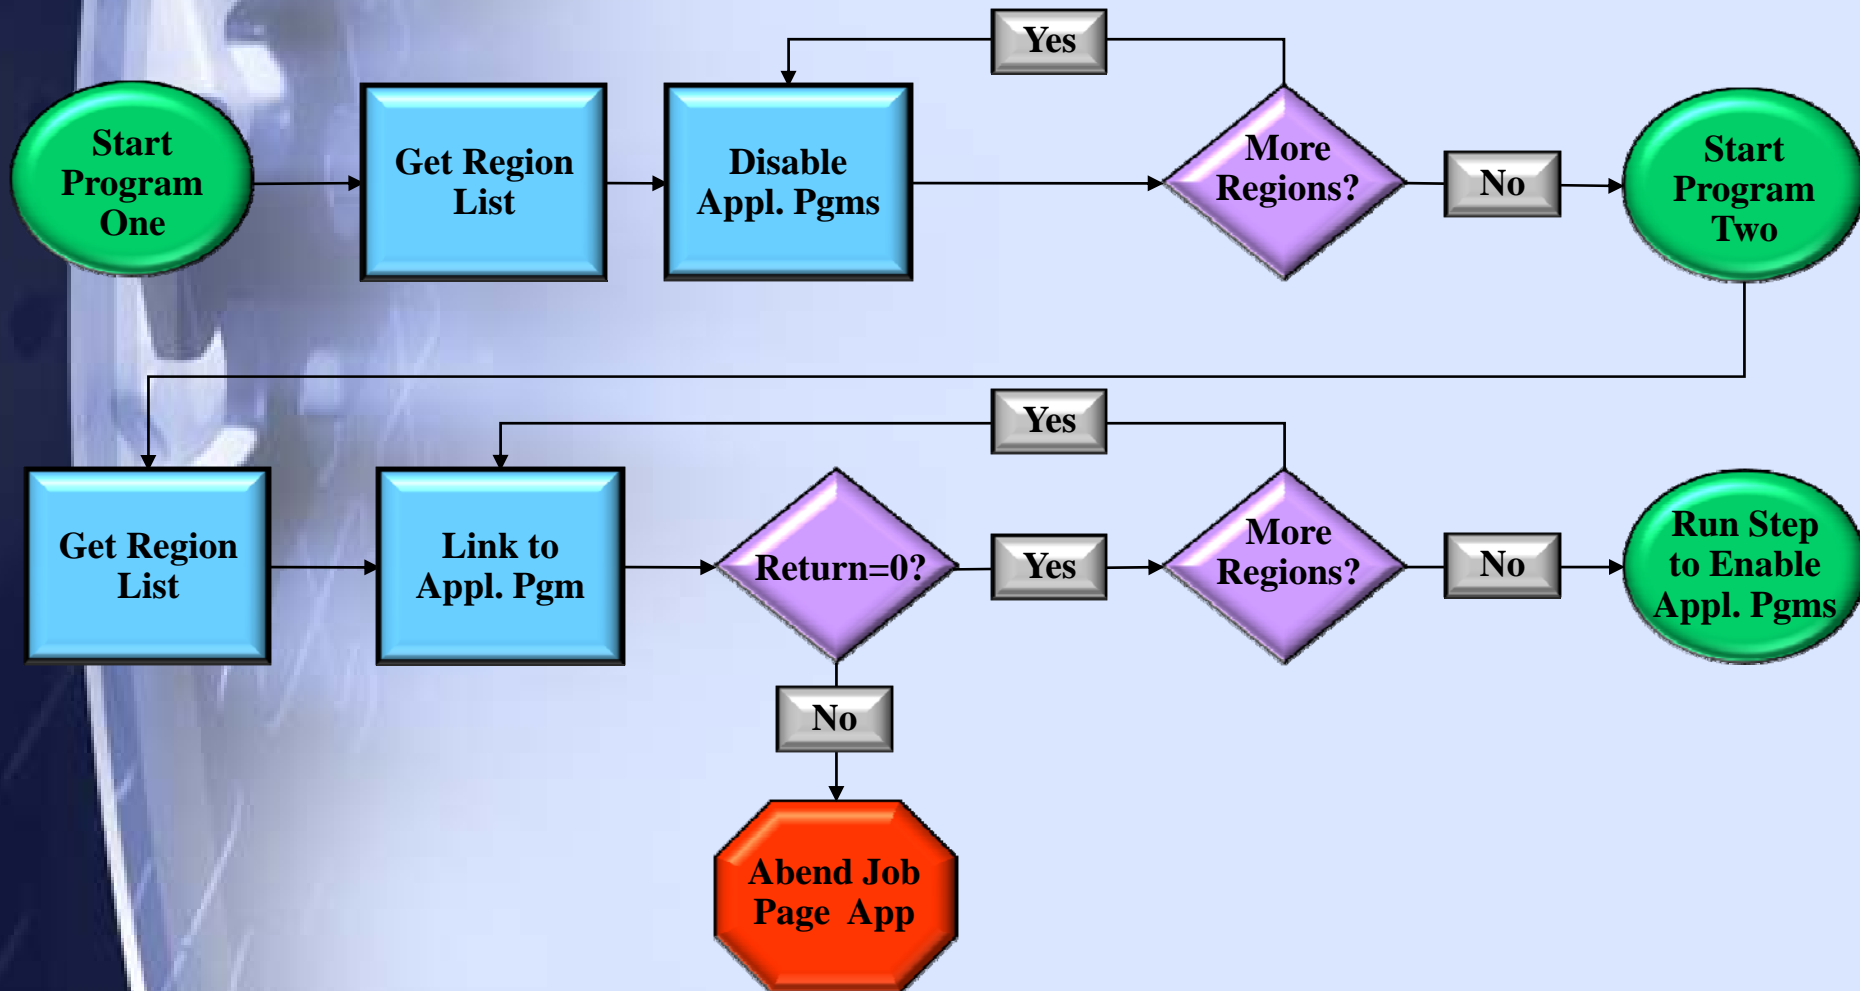 Yes
Start
Program
One
Get Region
List
Disable
Appl. Pgms
More
Regions?
No
Start
Program
Two
Yes
Get Region
List
Link to
Appl. Pgm
Return=0?
Yes
More
Regions?
No
Run Step
to Enable
Appl. Pgms
No
Abend Job
Page App